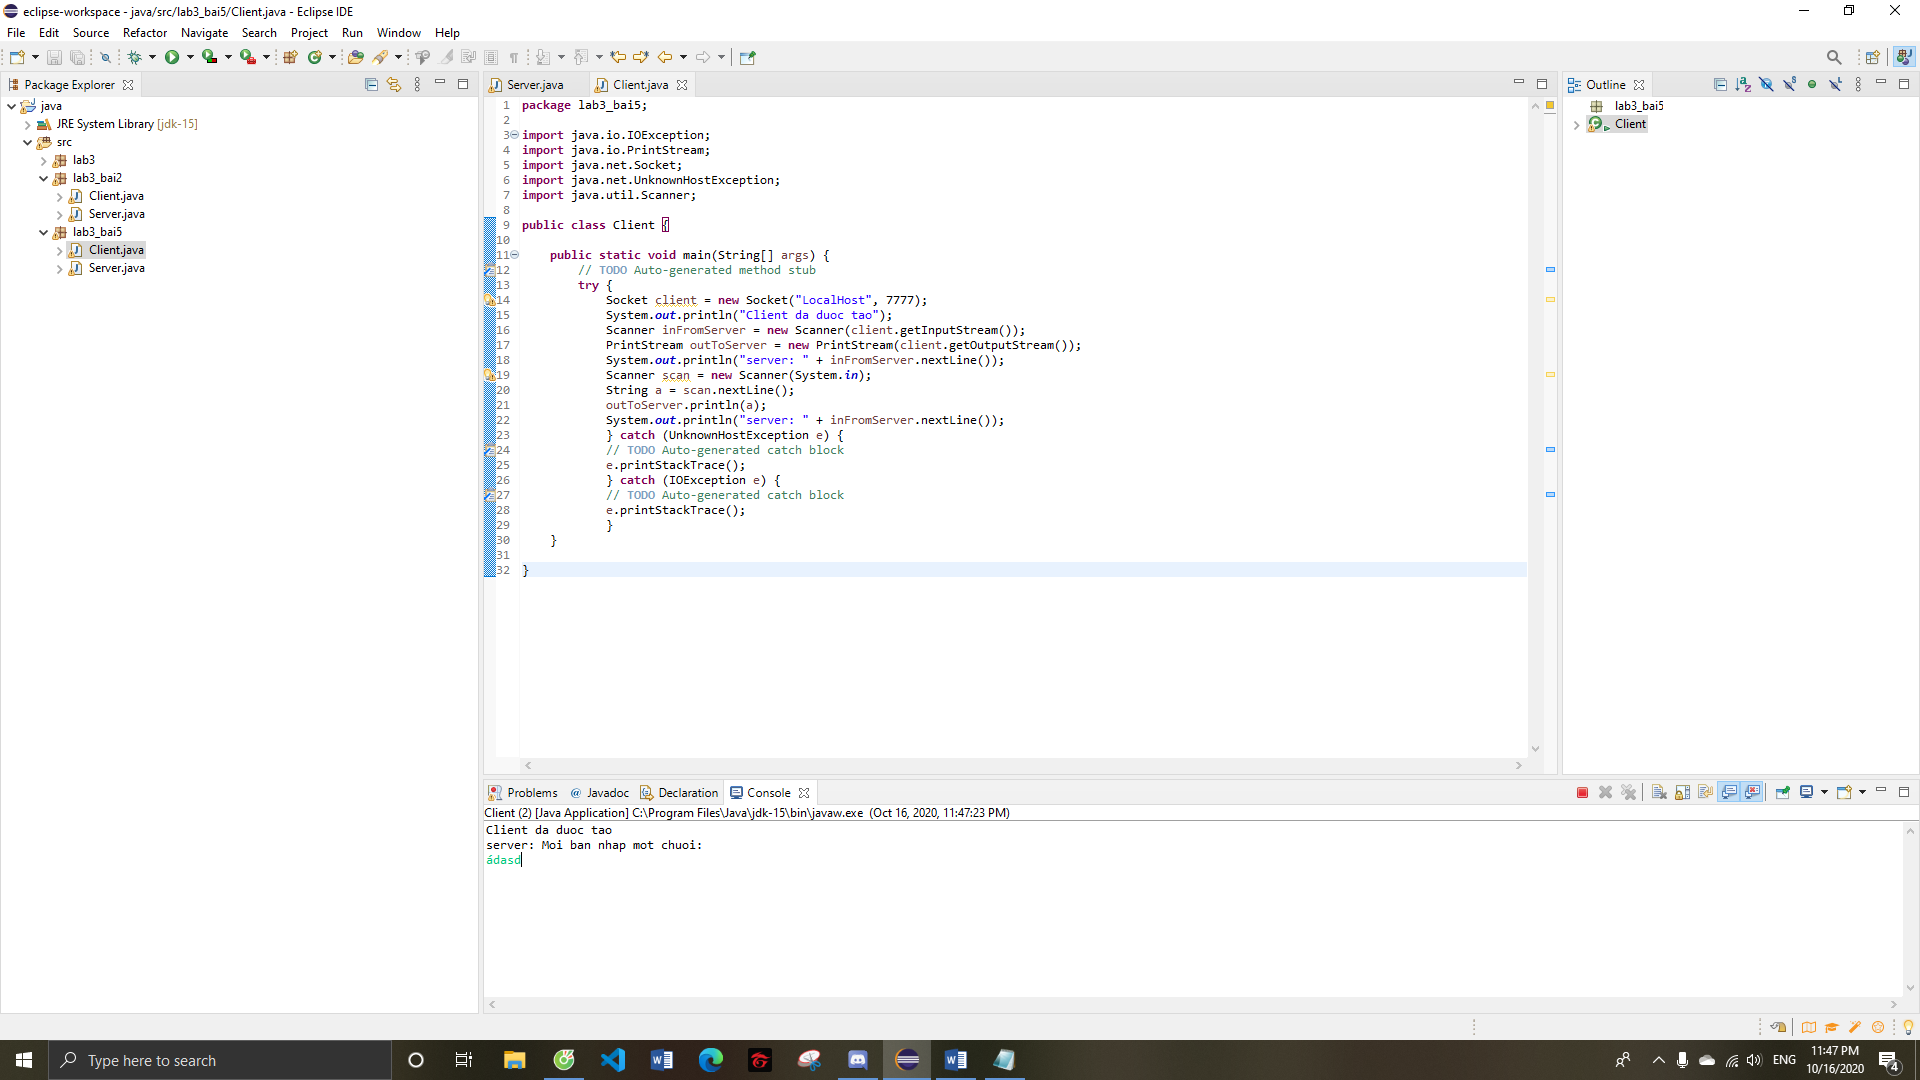 eclipse-workspace - java/src/lab3_bai5/Client.java - Eclipse IDE
File Edit Source Refactor Navigate Search Project Run Window Help
Package Explorer
java
JRE System Library [jdk-15]
src
lab3
lab3_bai2
Client.java
Server.java
lab3_bai5
Client.java
Server.java
Server.java Client.java
1 package lab3_bai5;
2
3 import java.io.IOException;
4 import java.io.PrintStream;
5 import java.net.Socket;
6 import java.net.UnknownHostException;
7 import java.util.Scanner;
8
9 public class Client {
10
11 public static void main(String[] args) {
12 // TODO Auto-generated method stub
13 try {
14 Socket client = new Socket("LocalHost", 7777);
15 System.out.println("Client da duoc tao");
16 Scanner inFromServer = new Scanner(client.getInputStream());
17 PrintStream outToServer = new PrintStream(client.getOutputStream());
18 System.out.println("server: " + inFromServer.nextLine());
19 Scanner scan = new Scanner(System.in);
20 String a = scan.nextLine();
21 outToServer.println(a);
22 System.out.println("server: " + inFromServer.nextLine());
23 } catch (UnknownHostException e) {
24 // TODO Auto-generated catch block
25 e.printStackTrace();
26 } catch (IOException e) {
27 // TODO Auto-generated catch block
28 e.printStackTrace();
29 }
30 }
31
32 }
Outline
lab3_bai5
Client
Problems Javadoc Declaration Console
Client (2) [Java Application] C:\Program Files\Java\jdk-15\bin\javaw.exe (Oct 16, 2020, 11:47:23 PM)
Client da duoc tao
server: Moi ban nhap mot chuoi:
ádasd
Type here to search
ENG
11:47 PM
10/16/2020
4